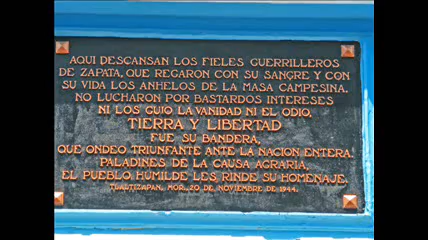 AQUI DESCANSAN LOS FIELES GUERRILLEROS
DE ZAPATA, QUE REGARON CON SU SANGRE Y CON
SU VIDA LOS ANHELOS DE LA MASA CAMPESINA.
NO LUCHARON POR BASTARDOS INTERESES
NI LOS GUIO LA VANIDAD NI EL ODIO.
TIERRA Y LIBERTAD
FUE SU BANDERA,
QUE ONDEO TRIUNFANTE ANTE LA NACION ENTERA.
PALADINES DE LA CAUSA AGRARIA,
EL PUEBLO, HUMILDE LES RINDE SU HOMENAJE.
TLALTIZAPAN, MOR., 20 DE NOVIEMBRE DE 1944.